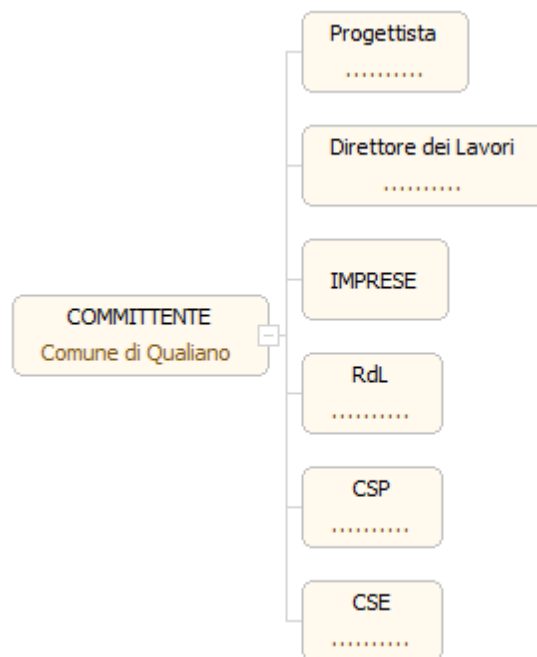 Progettista
..........
Direttore dei Lavori
..........
IMPRESE
COMMITTENTE
Comune di Qualiano
RdL
..........
CSP
..........
CSE
..........